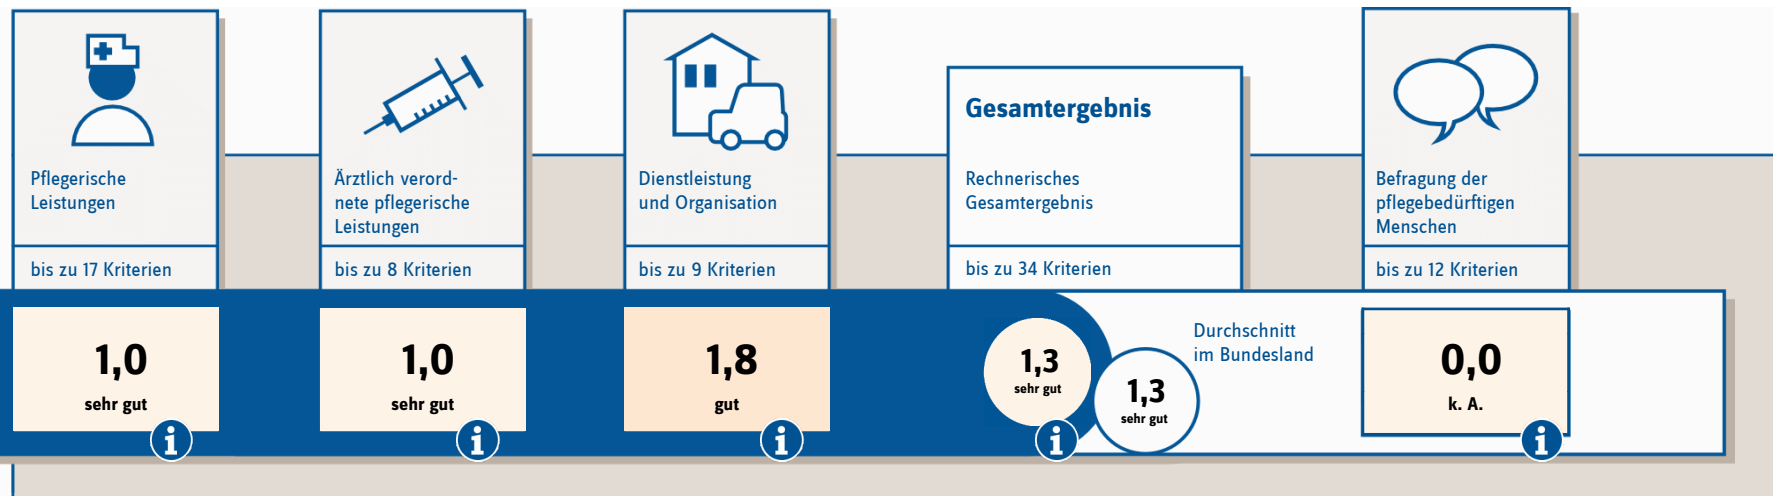 Pflegerische
Leistungen
bis zu 17 Kriterien
1,0
sehr gut
i
Ärztlich verord-
nete pflegerische
Leistungen
bis zu 8 Kriterien
1,0
sehr gut
i
Dienstleistung
und Organisation
bis zu 9 Kriterien
1,8
gut
i
Gesamtergebnis
Rechnerisches
Gesamtergebnis
bis zu 34 Kriterien
1,3
sehr gut
i
1,3
sehr gut
Durchschnitt
im Bundesland
Befragung der
pflegebedürftigen
Menschen
bis zu 12 Kriterien
0,0
k. A.
i